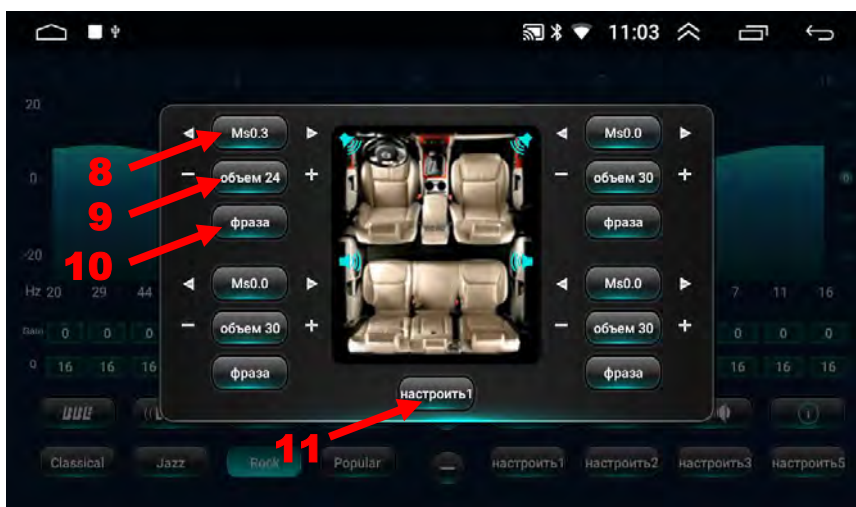 11:03
20
0
-20
Hz 20 29 44
7 11 16
Gain 0 0 0
0 0 0
Q 16 16 16
16 16 16
8
9
10
11
Ms0.3
объем 24
фраза
Ms0.0
объем 30
фраза
Ms0.0
объем 30
фраза
Ms0.0
объем 30
фраза
настроить1
Classical Jazz Rock Popular настроить1 настроить2 настроить3 настроить5